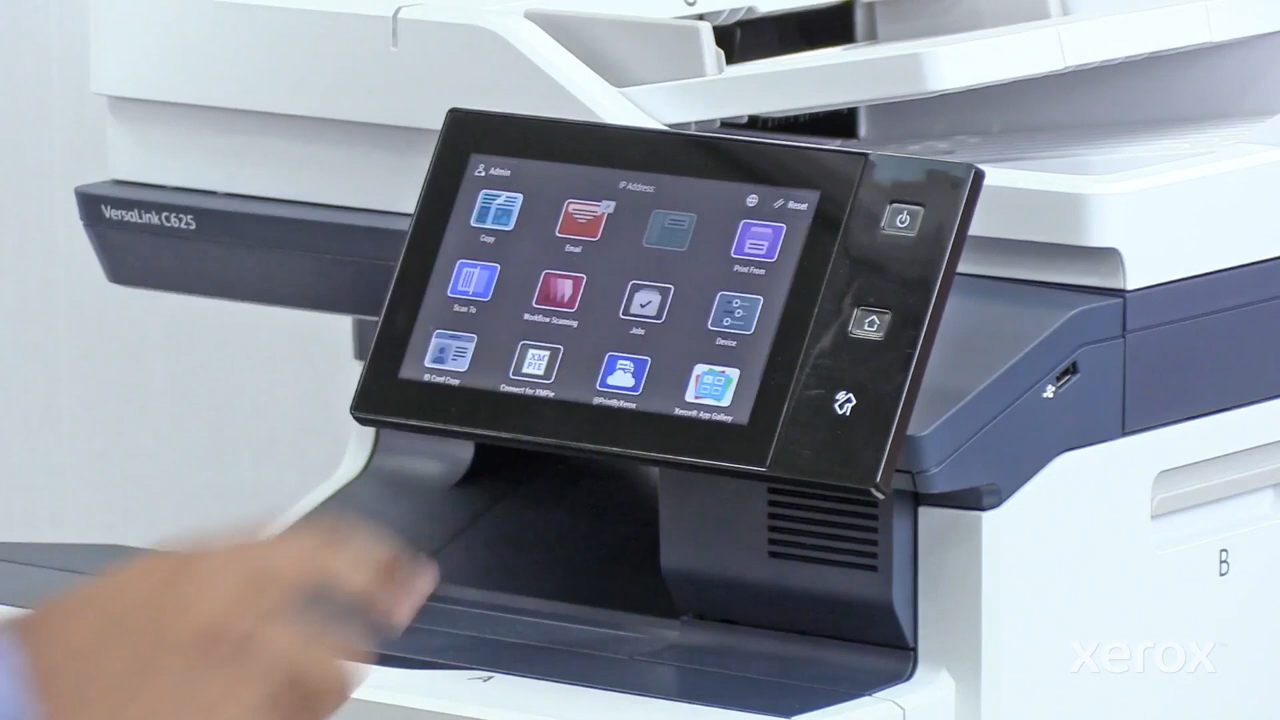 VersaLink C625
Admin
IP Address:
Reset
Copy
Email
Print From
Scan To
Workflow Scanning
Jobs
Device
ID Card Copy
XM
PIE
Connect for XMPie
@PrintByXerox
Xerox® App Gallery
A
B
xerox™